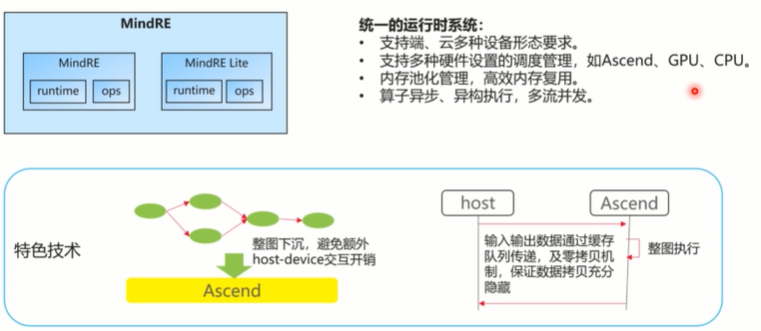 MindRE
MindRE
runtime
ops
MindRE Lite
runtime
ops
统一的运行时系统：
• 支持端、云多种设备形态要求。
• 支持多种硬件设置的调度管理，如Ascend、GPU、CPU。
• 内存池化管理，高效内存复用。
• 算子异步、异构执行，多流并发。
特色技术
整图下沉，避免额外
host-device交互开销
Ascend
host
Ascend
输入输出数据通过缓存
队列传递，及零拷贝机
制，保证数据拷贝充分
隐藏
整图执行